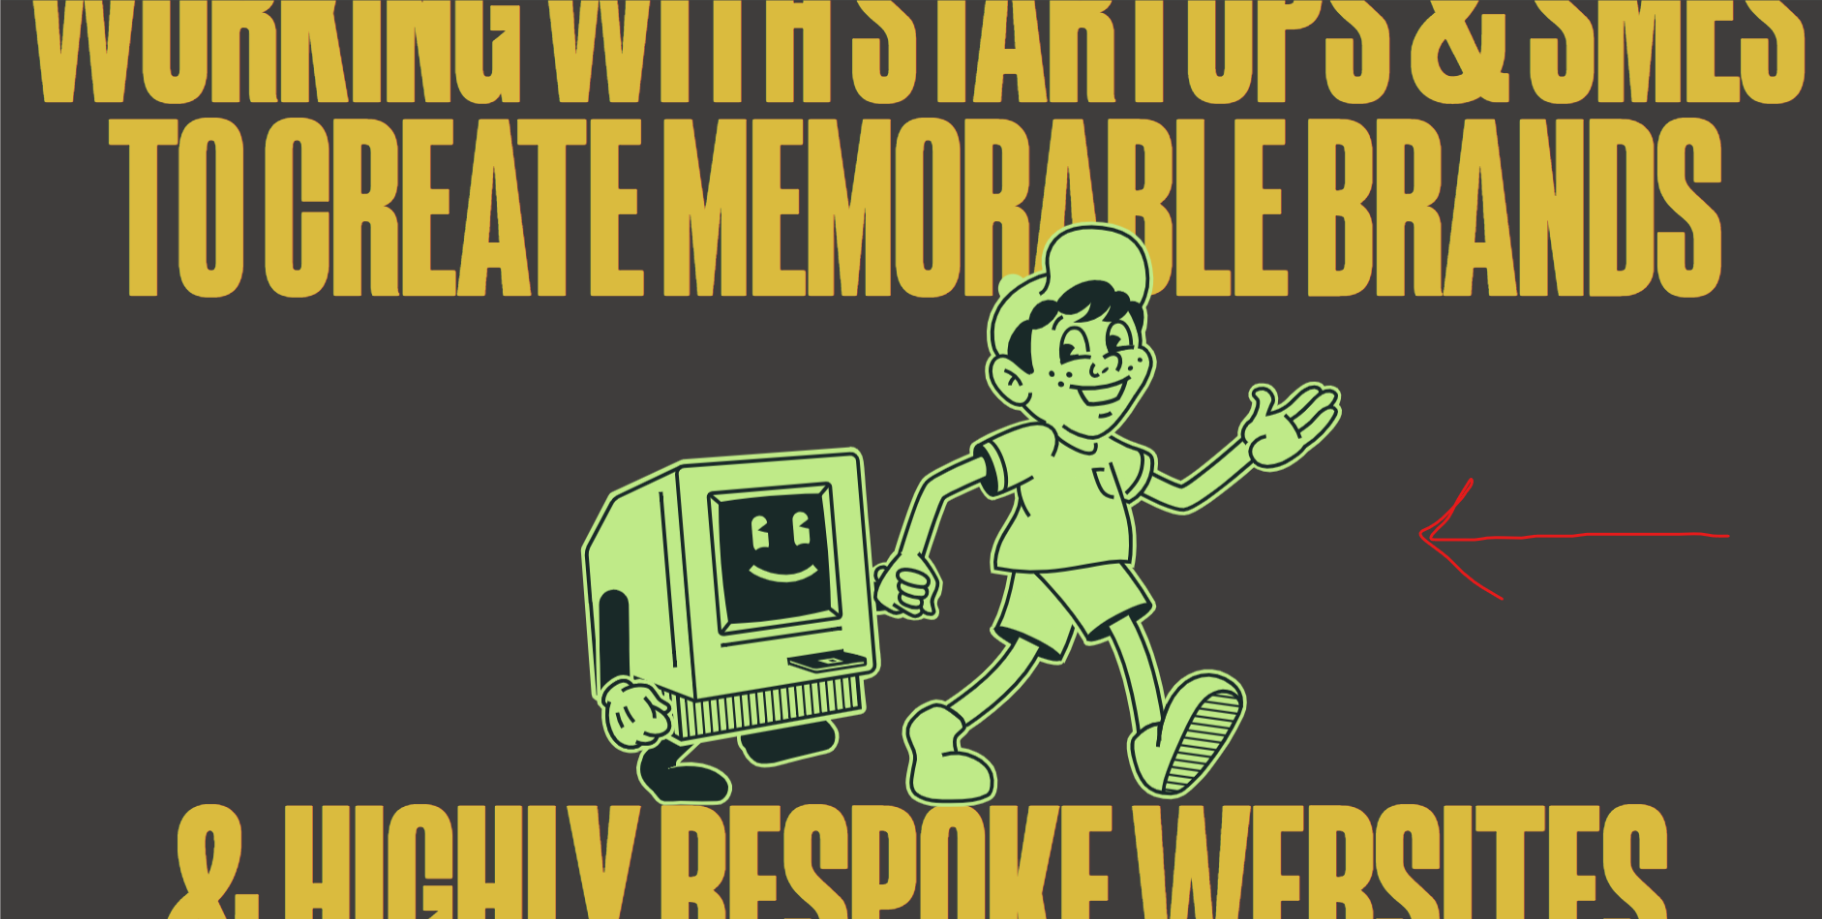 WORKING WITH STARTUPS & SMES
TO CREATE MEMORABLE BRANDS
& HIGHLY BESPOKE WEBSITES